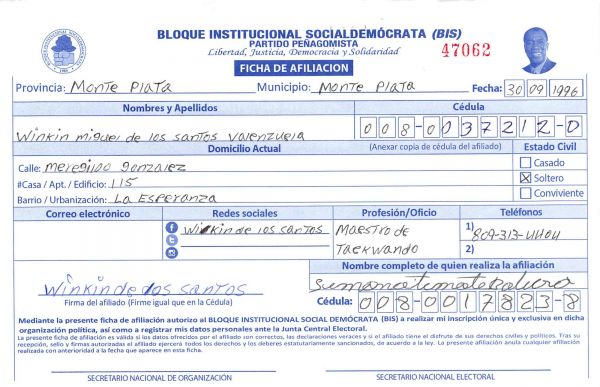 BLOQUE INSTITUCIONAL SOCIALDEMÓCRATA (BIS)
PARTIDO PEÑAGOMISTA
Libertad, Justicia, Democracia y Solidaridad
47062
FICHA DE AFILIACION
Provincia: Monte Plata Municipio: Monte Plata Fecha: 30 09 1996
Nombres y Apellidos Cédula
Winkin miguel de los santos valenzuela 008-0037212-0
Domicilio Actual (Anexar copia de cédula del afiliado) Estado Civil
Calle: meregildo gonzalez Casado
#Casa / Apt. / Edificio: 115 Soltero
Barrio / Urbanización: La Esperanza Conviviente
Correo electrónico Redes sociales Profesión/Oficio Teléfonos
Winkin de los santos Maestro de 1) 809-313-4404
Taekwando 2)
Nombre completo de quien realiza la afiliación
Winkin de los santos
Firma del afiliado (Firme igual que en la Cédula) Cédula: 008-0017823-8
Mediante la presente ficha de afiliación autorizo al BLOQUE INSTITUCIONAL SOCIAL DEMÓCRATA (BIS) a realizar mi inscripción única y exclusiva en dicha
organización política, así como a registrar mis datos personales ante la Junta Central Electoral.
La presente ficha de afiliación es válida si los datos ofrecidos por el afiliado son correctos, las declaraciones veraces y si el afiliado tiene el disfrute de sus derechos civiles y políticos. Tras su
recepción, sello y firmas autorizadas el afiliado ejercerá todos los derechos y los deberes estatutariamente sancionados, de acuerdo a la ley. La presente afiliación anula cualquier afiliación
realizada con anterioridad a la fecha que aparece en esta ficha.
SECRETARIO NACIONAL DE ORGANIZACIÓN SECRETARIO NACIONAL ELECTORAL